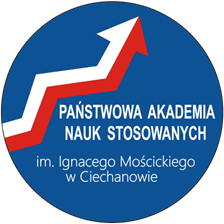 PAŃSTWOWA AKADEMIA
NAUK STOSOWANYCH
im. Ignacego Mościckiego
w Ciechanowie